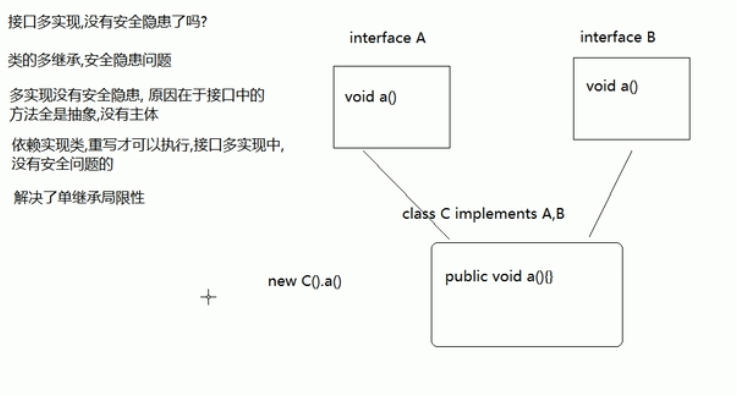 接口多实现,没有安全隐患了吗?
类的多继承,安全隐患问题
多实现没有安全隐患, 原因在于接口中的
方法全是抽象,没有主体
依赖实现类,重写才可以执行,接口多实现中,
没有安全问题的
解决了单继承局限性
interface A
void a()
interface B
void a()
class C implements A,B
public void a(){}
new C().a()